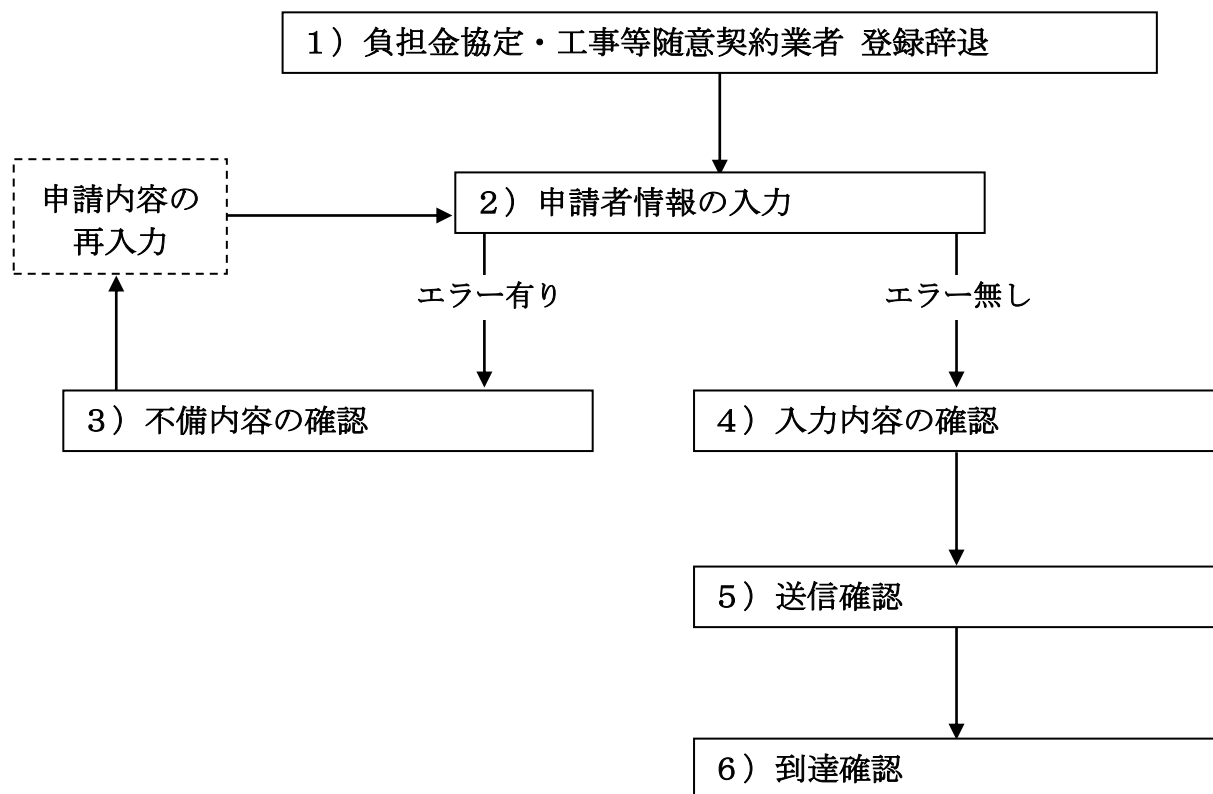 １）負担金協定・工事等随意契約業者 登録辞退
申請内容の
再入力
２）申請者情報の入力
エラー有り
エラー無し
３）不備内容の確認
４）入力内容の確認
５）送信確認
６）到達確認